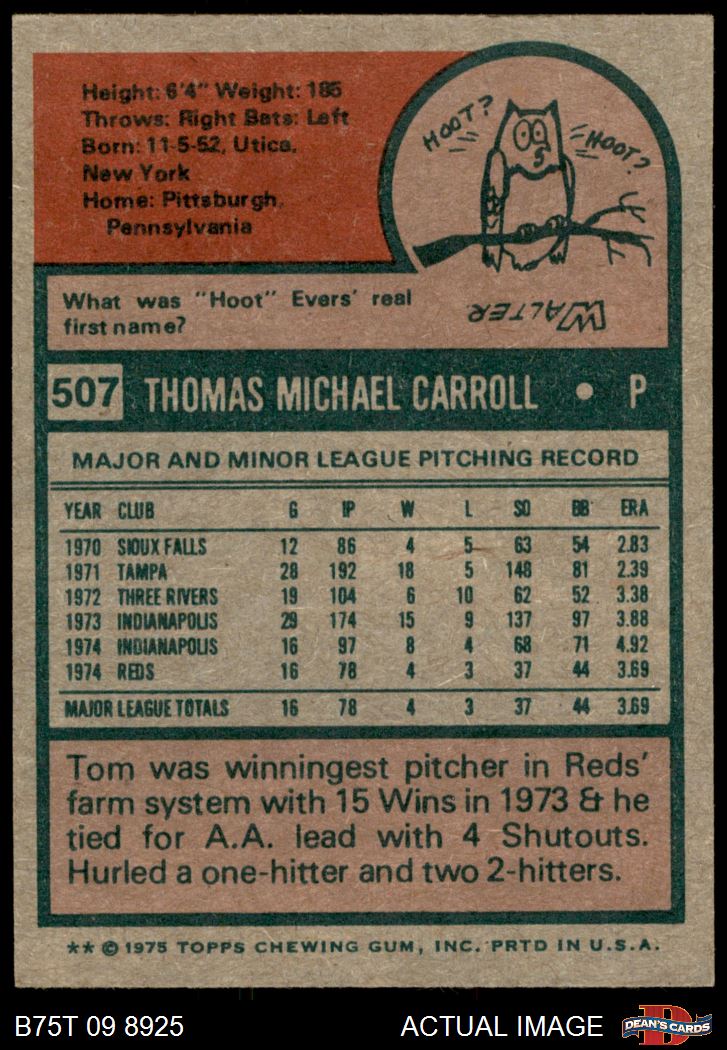 Height: 6'4" Weight: 185
Throws: Right Bats: Left
Born: 11-5-52, Utica,
New York
Home: Pittsburgh,
Pennsylvania
HOOT?
HOOT?
WALTER
What was "Hoot" Evers' real
first name?
507 THOMAS MICHAEL CARROLL • P
MAJOR AND MINOR LEAGUE PITCHING RECORD
YEAR CLUB G IP W L SO BB ERA
1970 SIOUX FALLS 12 86 4 5 63 54 2.83
1971 TAMPA 28 192 18 5 148 81 2.39
1972 THREE RIVERS 19 104 6 10 62 52 3.38
1973 INDIANAPOLIS 29 174 15 9 137 97 3.88
1974 INDIANAPOLIS 16 97 8 4 68 71 4.92
1974 REDS 16 78 4 3 37 44 3.69
MAJOR LEAGUE TOTALS 16 78 4 3 37 44 3.69
Tom was winningest pitcher in Reds'
farm system with 15 Wins in 1973 & he
tied for A.A. lead with 4 Shutouts.
Hurled a one-hitter and two 2-hitters.
** © 1975 TOPPS CHEWING GUM, INC. PRTD IN U.S.A.
B75T 09 8925 ACTUAL IMAGE
D
DEAN'S CARDS